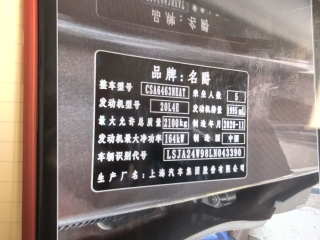 品牌:名爵
整车型号 CSA6463NEAT 乘坐人数 5
发动机型号 20L4E 发动机排量 1995mL
最大允许总质量 2100kg 制造年月 2020-11
发动机最大净功率 164kW 制造国 中国
车辆识别代号 LSJA24W98LN043390
生产厂名:上海汽车集团股份有限公司